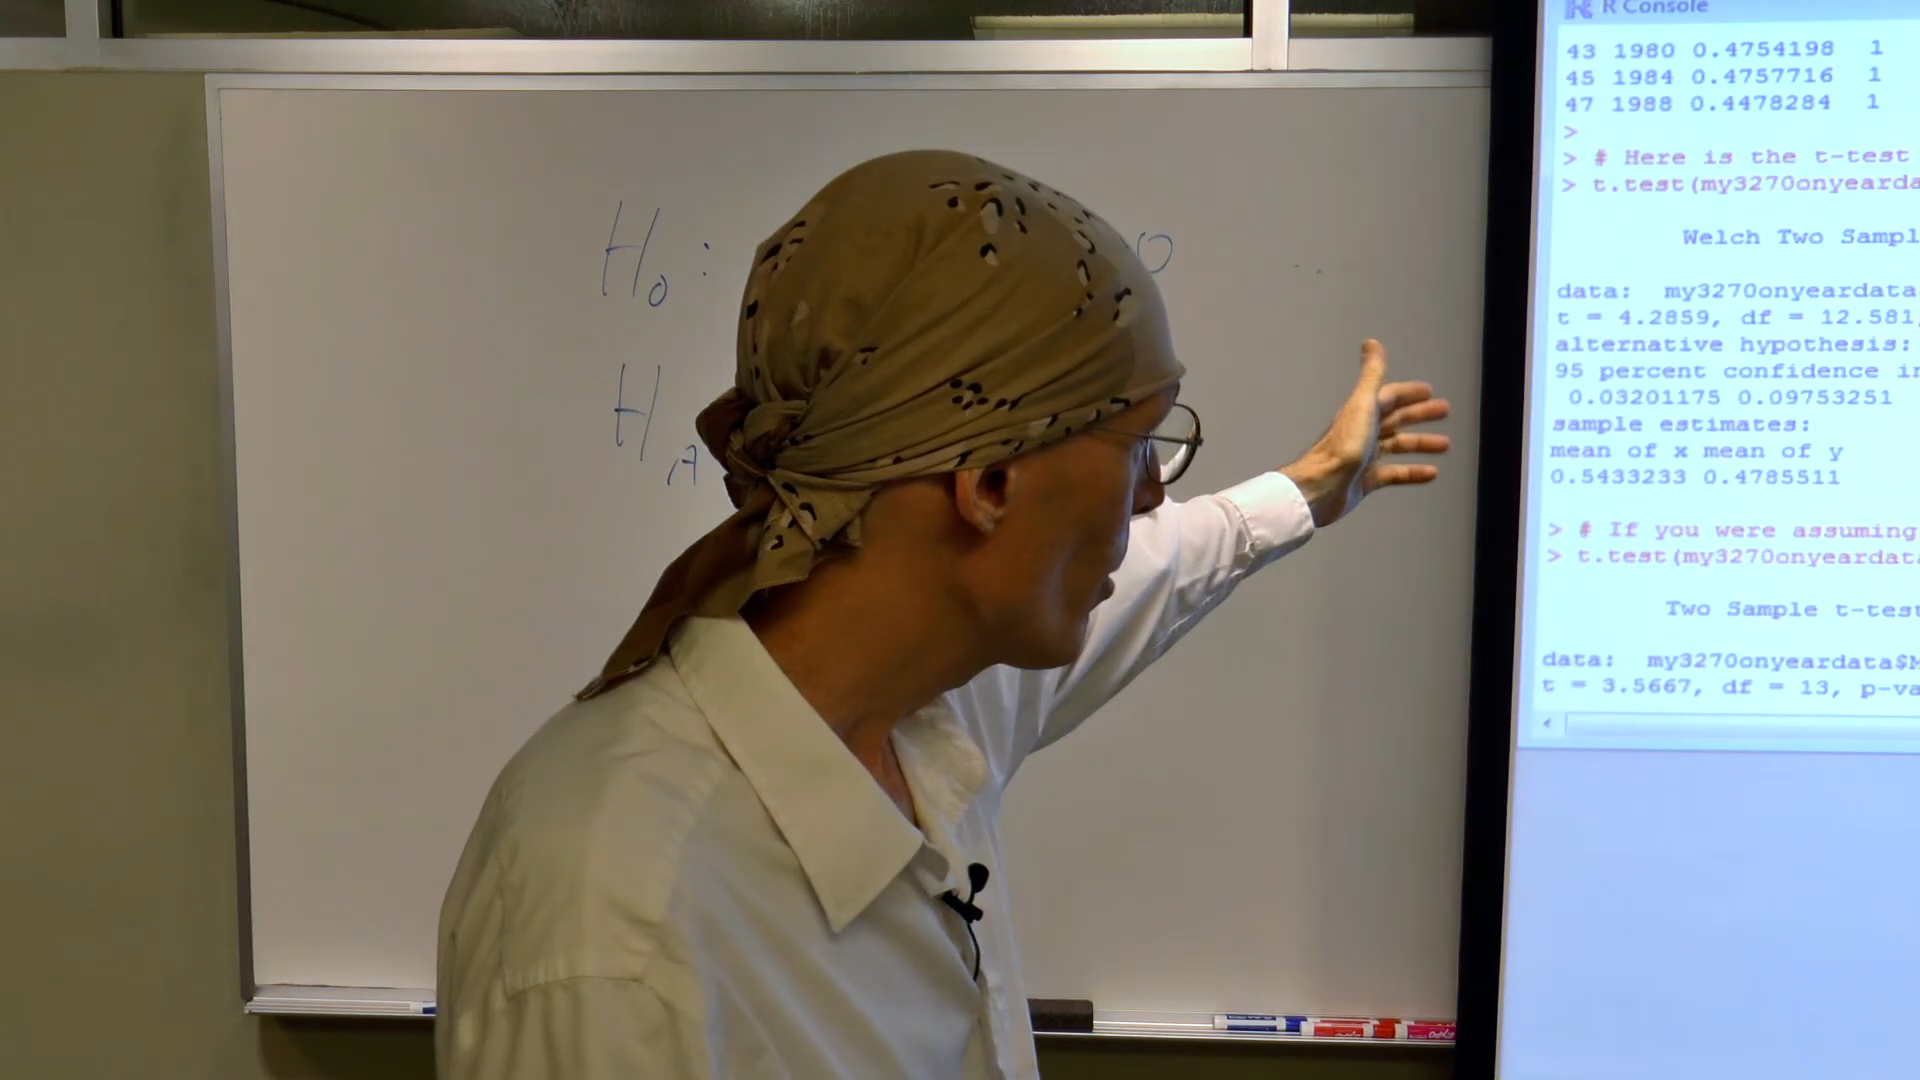 H₀: 0
H_A
R Console
43 1980 0.4754198 1
45 1984 0.4757716 1
47 1988 0.4478284 1
>
> # Here is the t-test
> t.test(my3270onyearda
Welch Two Sampl
data: my3270onyeardata
t = 4.2859, df = 12.581,
alternative hypothesis:
95 percent confidence in
0.03201175 0.09753251
sample estimates:
mean of x mean of y
0.5433233 0.4785511
> # If you were assuming
> t.test(my3270onyeardat
Two Sample t-test
data: my3270onyeardata$M
t = 3.5667, df = 13, p-va